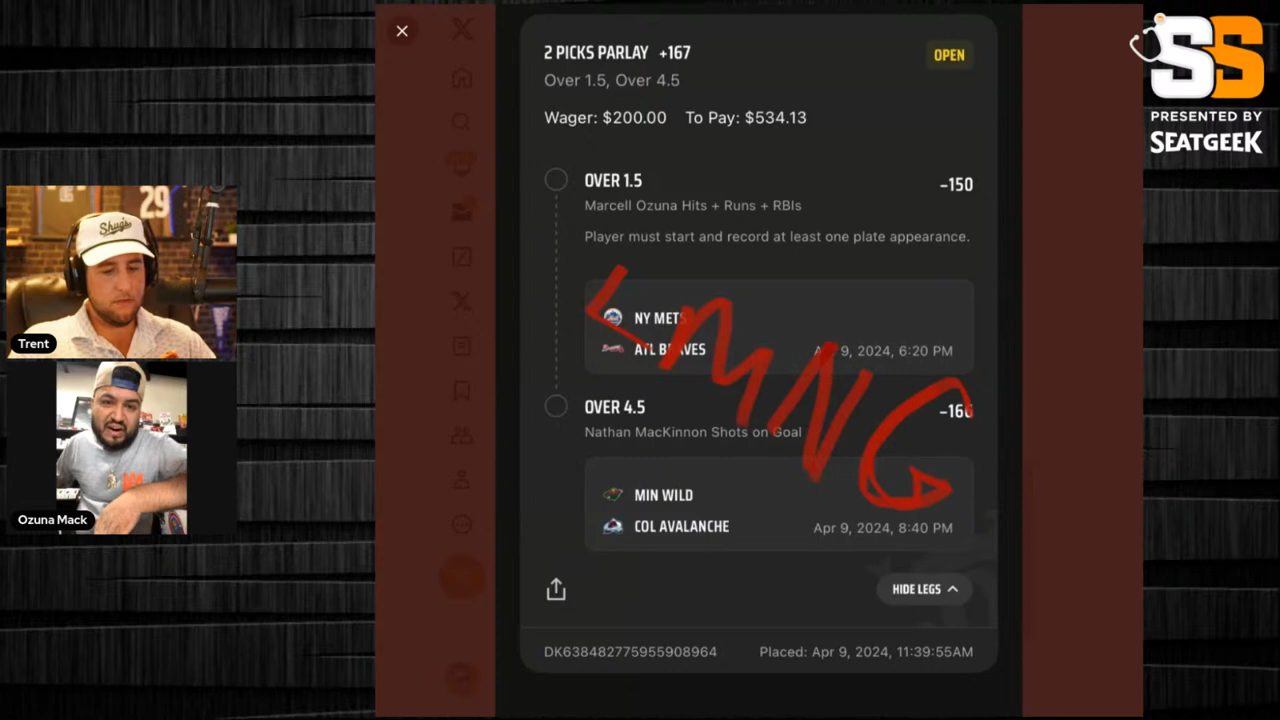 2 PICKS PARLAY +167
OPEN
Over 1.5, Over 4.5
Wager: $200.00 To Pay: $534.13
OVER 1.5
-150
Marcell Ozuna Hits + Runs + RBIs
Player must start and record at least one plate appearance.
NY METS
ATL BRAVES
Apr 9, 2024, 6:20 PM
OVER 4.5
Nathan MacKinnon Shots on Goal
MIN WILD
COL AVALANCHE
Apr 9, 2024, 8:40 PM
HIDE LEGS
DK638482775955908964
Placed: Apr 9, 2024, 11:39:55AM
LMNG
SS
PRESENTED BY
SEATGEEK
29
Shug's
Trent
Ozuna Mack